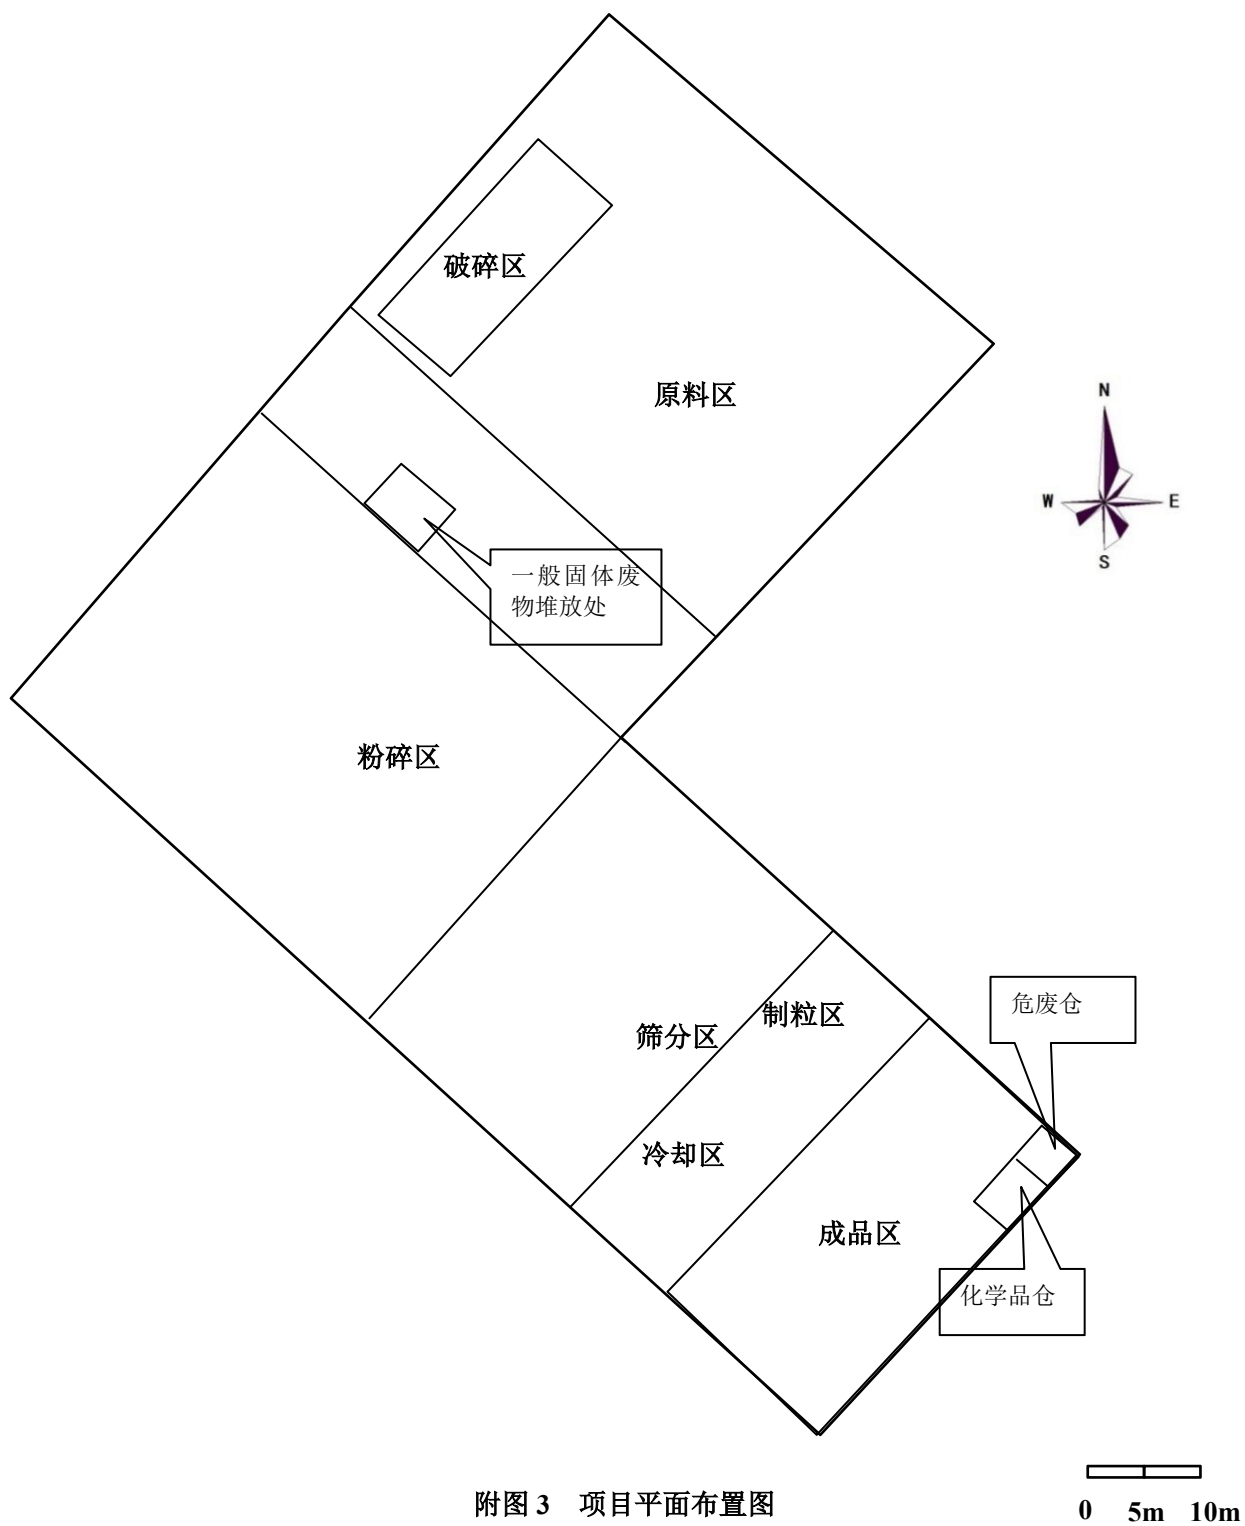 破碎区
原料区
N
W
E
S
一般固体废
物堆放处
粉碎区
危废仓
制粒区
筛分区
冷却区
成品区
化学品仓
附图 3 项目平面布置图
0 5m 10m